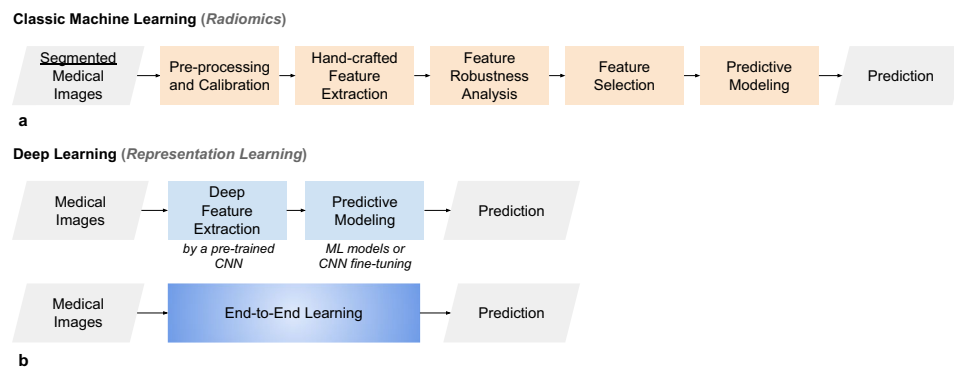 Classic Machine Learning (Radiomics)
Segmented
Medical
Images
Pre-processing
and Calibration
Hand-crafted
Feature
Extraction
Feature
Robustness
Analysis
Feature
Selection
Predictive
Modeling
Prediction
a
Deep Learning (Representation Learning)
Medical
Images
Deep
Feature
Extraction
by a pre-trained
CNN
Predictive
Modeling
ML models or
CNN fine-tuning
Prediction
Medical
Images
End-to-End Learning
Prediction
b